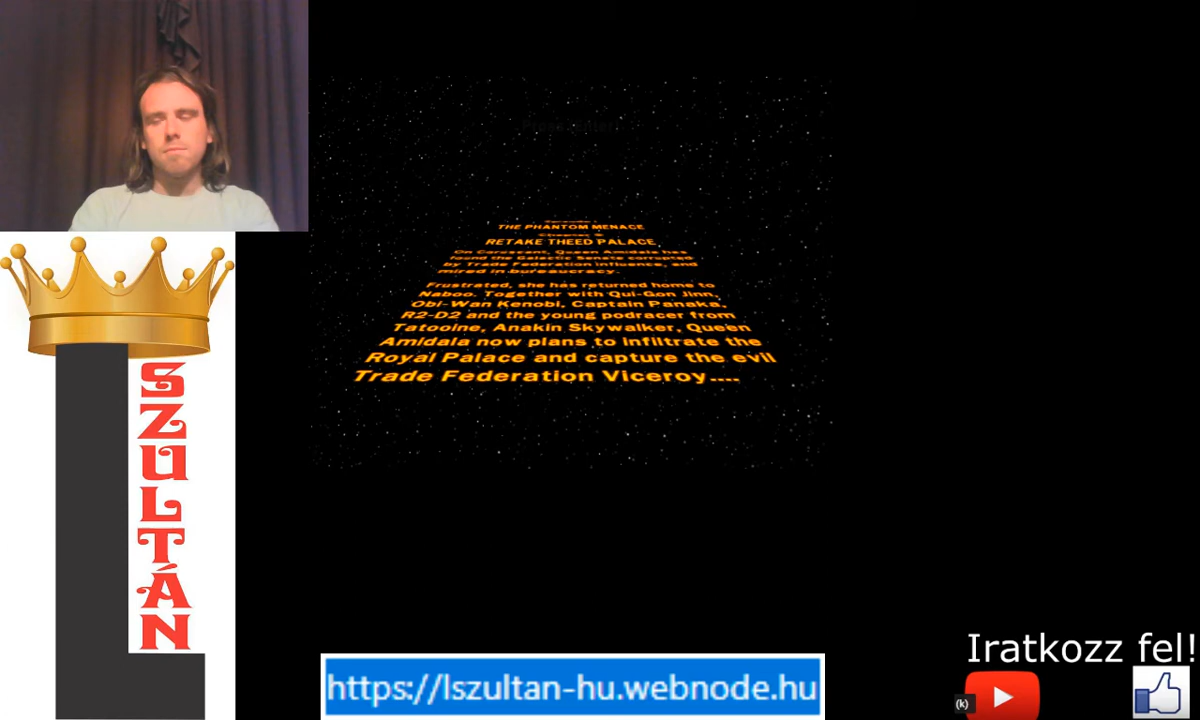 THE PHANTOM MENACE
RETAKE THEED PALACE
On Coruscant, Queen Amidala has
found the Galactic Senate corrupted
by Trade Federation influence, and
mired in bureaucracy.
Frustrated, she has returned home to
Naboo. Together with Qui-Gon Jinn,
Obi-Wan Kenobi, Captain Panaka,
R2-D2 and the young podracer from
Tatooine, Anakin Skywalker, Queen
Amidala now plans to infiltrate the
Royal Palace and capture the evil
Trade Federation Viceroy....
L
SZULTÁN
https://lszultan-hu.webnode.hu
Iratkozz fel!
(k)